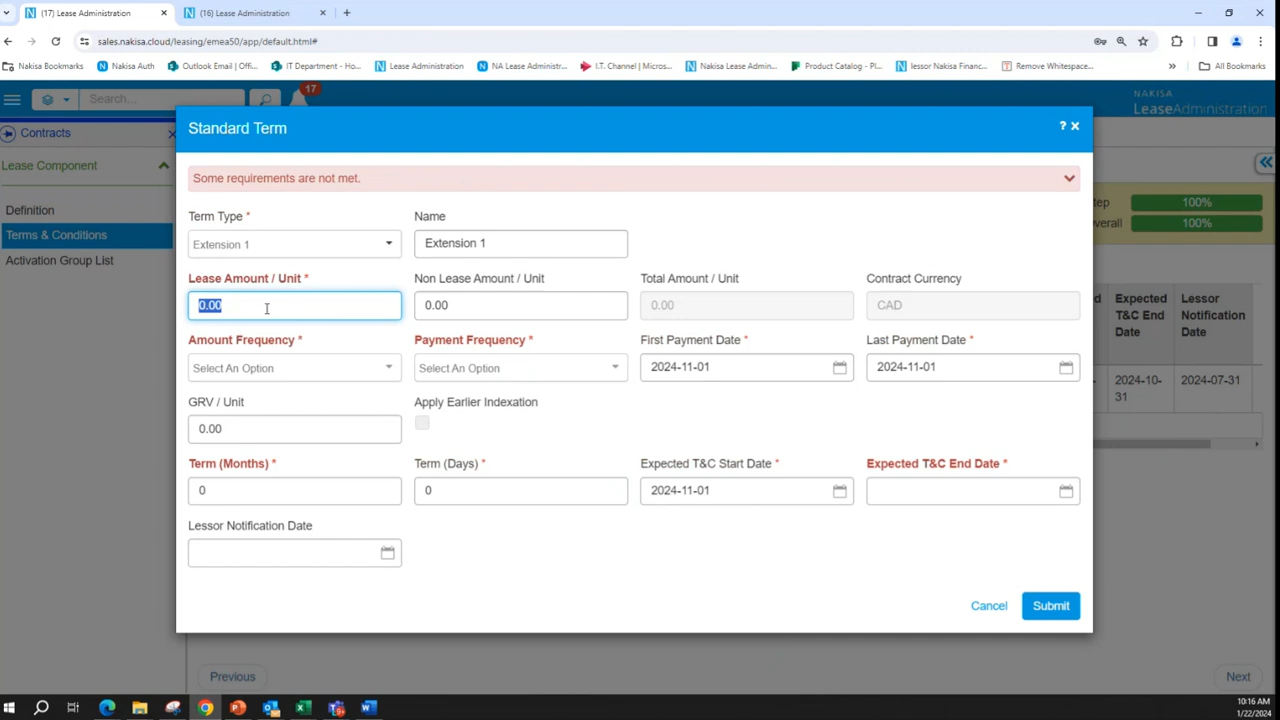 (17) Lease Administration
(16) Lease Administration
sales.nakisa.cloud/leasing/emea50/app/default.html#
Nakisa Bookmarks
Nakisa Auth
Outlook Email | Offi...
IT Department - Ho...
Lease Administration
NA Lease Administr...
I.T. Channel | Micros...
Nakisa Lease Admin...
Product Catalog - Pl...
lessor Nakisa Financ...
Remove Whitespace...
All Bookmarks
Search...
17
NAKISA
LeaseAdministration
Contracts
Lease Component
Definition
Terms & Conditions
Activation Group List
Standard Term
Some requirements are not met.
Term Type *
Name
Extension 1
Extension 1
Lease Amount / Unit *
Non Lease Amount / Unit
Total Amount / Unit
Contract Currency
0.00
0.00
0.00
CAD
Amount Frequency *
Payment Frequency *
First Payment Date *
Last Payment Date *
Select An Option
Select An Option
2024-11-01
2024-11-01
GRV / Unit
Apply Earlier Indexation
0.00
Term (Months) *
Term (Days) *
Expected T&C Start Date *
Expected T&C End Date *
0
0
2024-11-01
Lessor Notification Date
Cancel
Submit
tep
100%
verall
100%
d
Expected
T&C End
Date
Lessor
Notification
Date
2024-10-
31
2024-07-31
Previous
Next
10:16 AM
1/22/2024